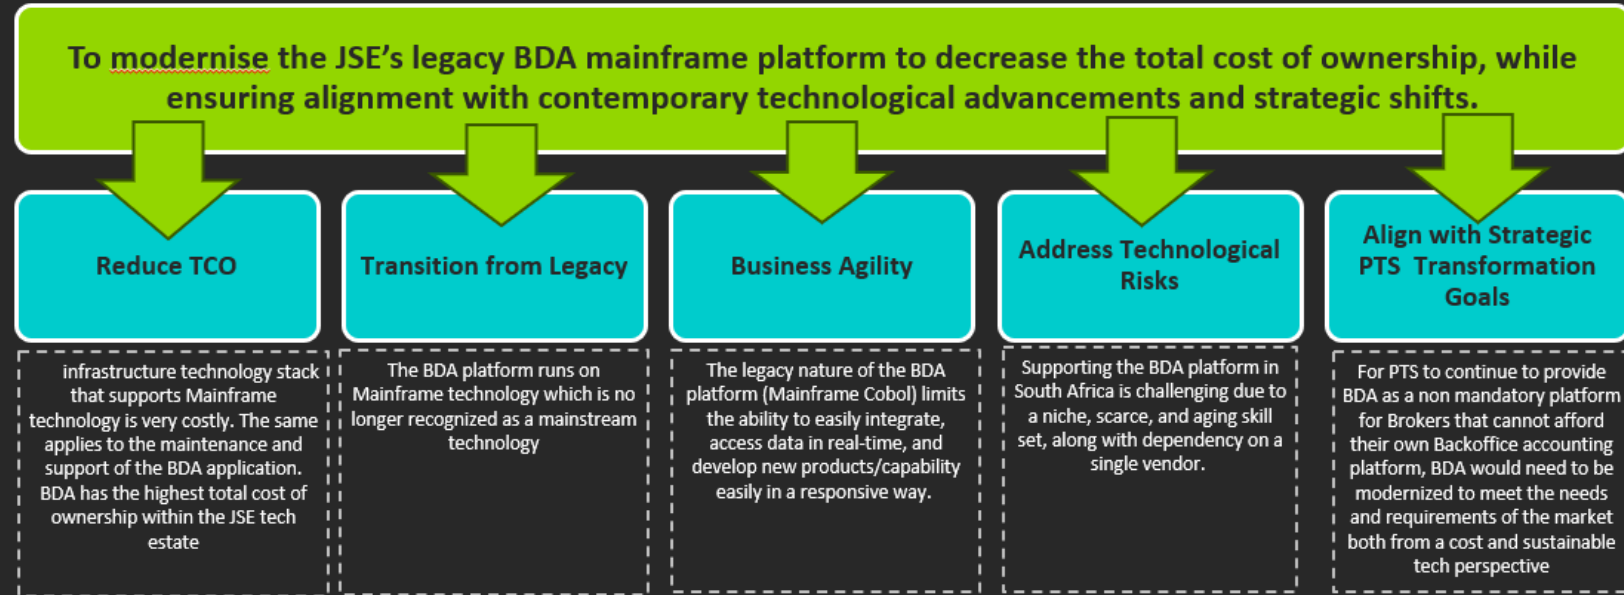 To modernise the JSE's legacy BDA mainframe platform to decrease the total cost of ownership, while
ensuring alignment with contemporary technological advancements and strategic shifts.
Reduce TCO
infrastructure technology stack
that supports Mainframe
technology is very costly. The same
applies to the maintenance and
support of the BDA application.
BDA has the highest total cost of
ownership within the JSE tech
estate
Transition from Legacy
The BDA platform runs on
Mainframe technology which is no
longer recognized as a mainstream
technology
Business Agility
The legacy nature of the BDA
platform (Mainframe Cobol) limits
the ability to easily integrate,
access data in real-time, and
develop new products/capability
easily in a responsive way.
Address Technological
Risks
Supporting the BDA platform in
South Africa is challenging due to
a niche, scarce, and aging skill
set, along with dependency on a
single vendor.
Align with Strategic
PTS  Transformation
Goals
For PTS to continue to provide
BDA as a non mandatory platform
for Brokers that cannot afford
their own Backoffice accounting
platform, BDA would need to be
modernized to meet the needs
and requirements of the market
both from a cost and sustainable
tech perspective